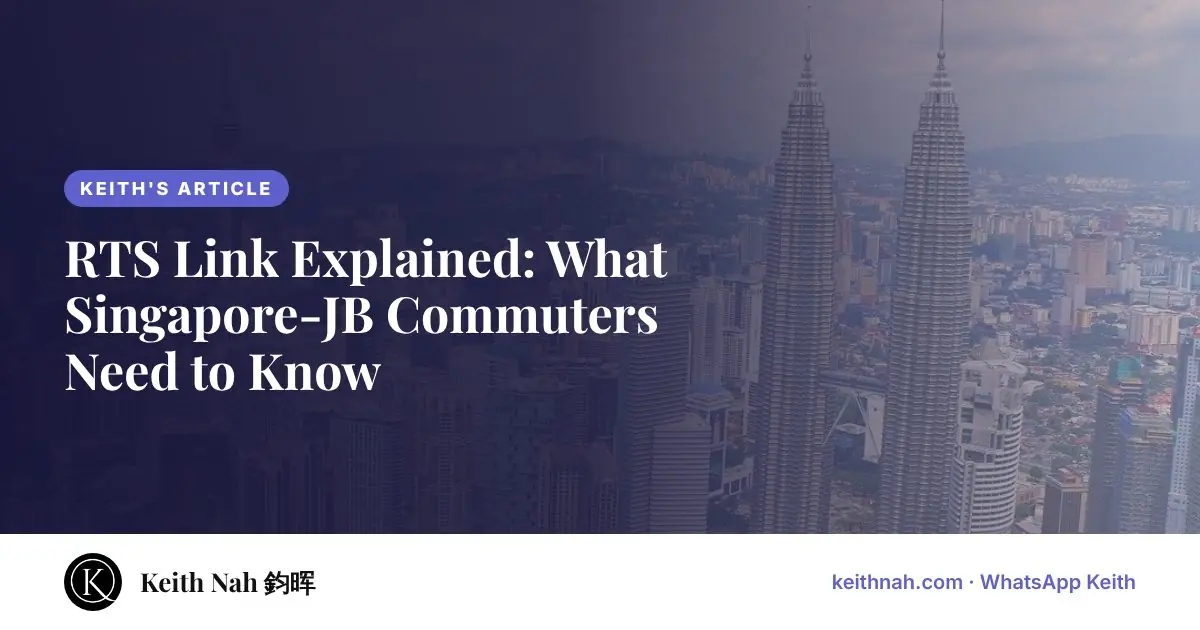 KEITH'S ARTICLE
RTS Link Explained: What
Singapore-JB Commuters
Need to Know
K
Keith Nah 鈞晖
keithnah.com · WhatsApp Keith